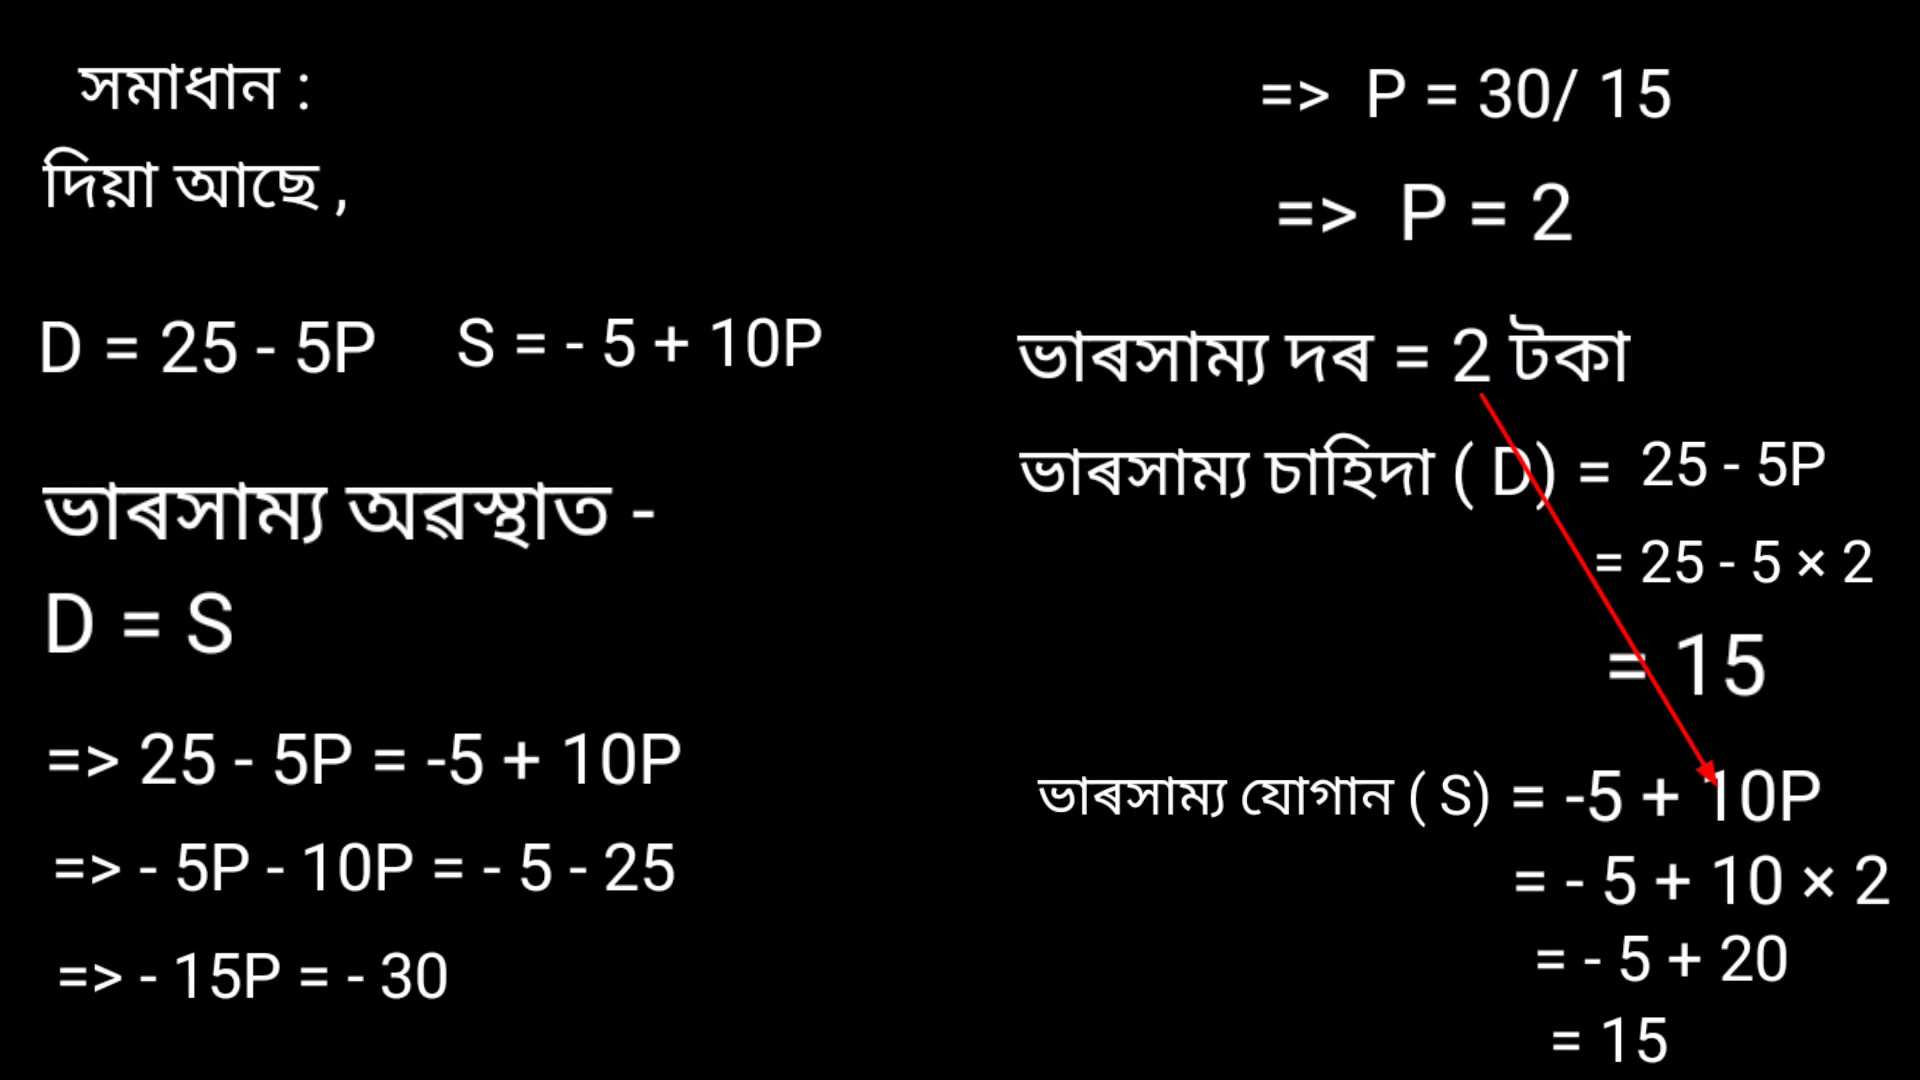 সমাধান :
দিয়া আছে ,
D = 25 - 5P S = - 5 + 10P
ভাৰসাম্য অৱস্থাত -
D = S
=> 25 - 5P = -5 + 10P
=> - 5P - 10P = - 5 - 25
=> - 15P = - 30
=> P = 30/ 15
=> P = 2
ভাৰসাম্য দৰ = 2 টকা
ভাৰসাম্য চাহিদা ( D) = 25 - 5P
= 25 - 5 × 2
= 15
ভাৰসাম্য যোগান ( S) = -5 + 10P
= - 5 + 10 × 2
= - 5 + 20
= 15